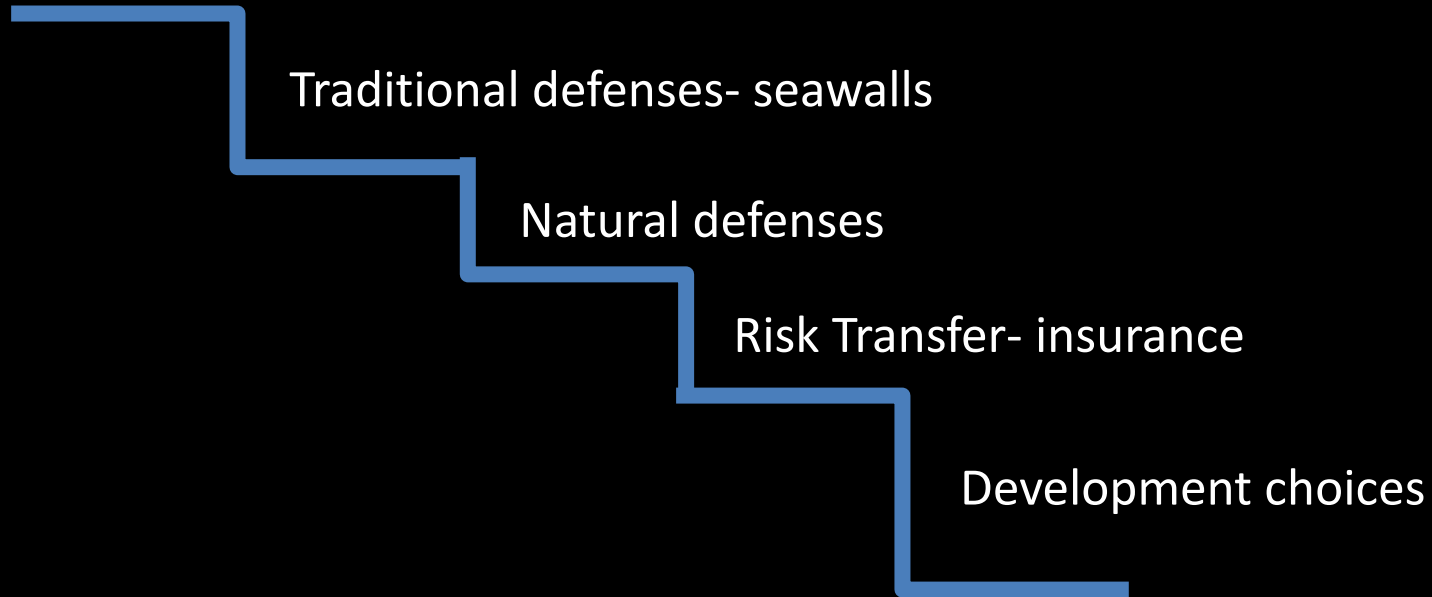 Traditional defenses- seawalls
Natural defenses
Risk Transfer- insurance
Development choices